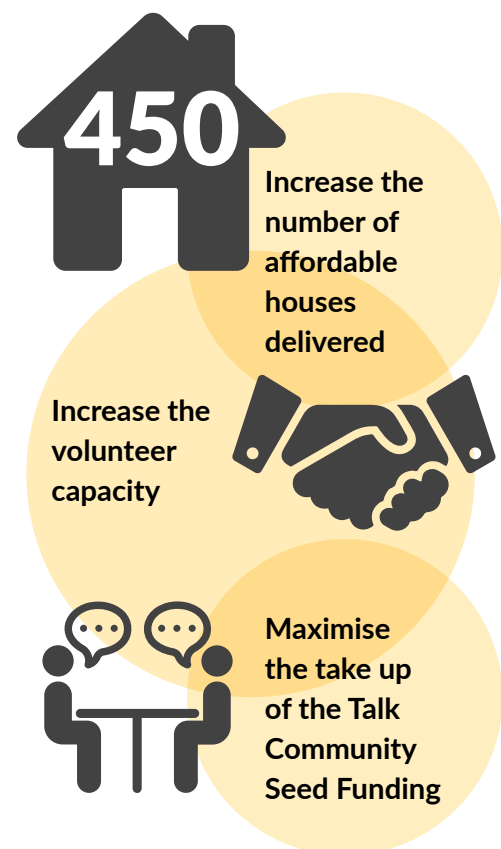 450
Increase the
number of
affordable
houses
delivered
Increase the
volunteer
capacity
Maximise
the take up
of the Talk
Community
Seed Funding